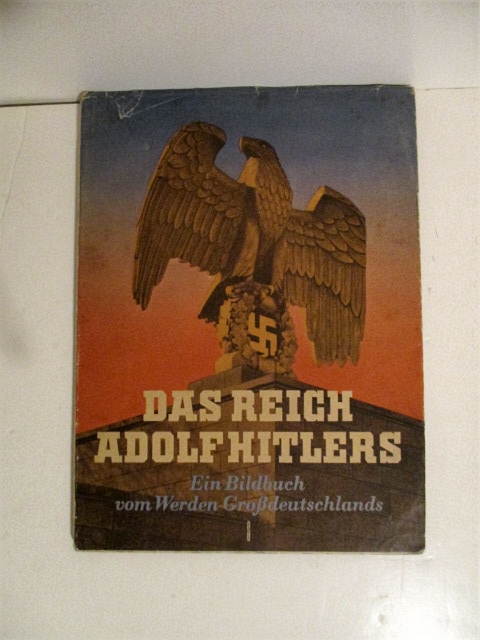 DAS REICH
ADOLF HITLERS
Ein Bildbuch
vom Werden Großdeutschlands